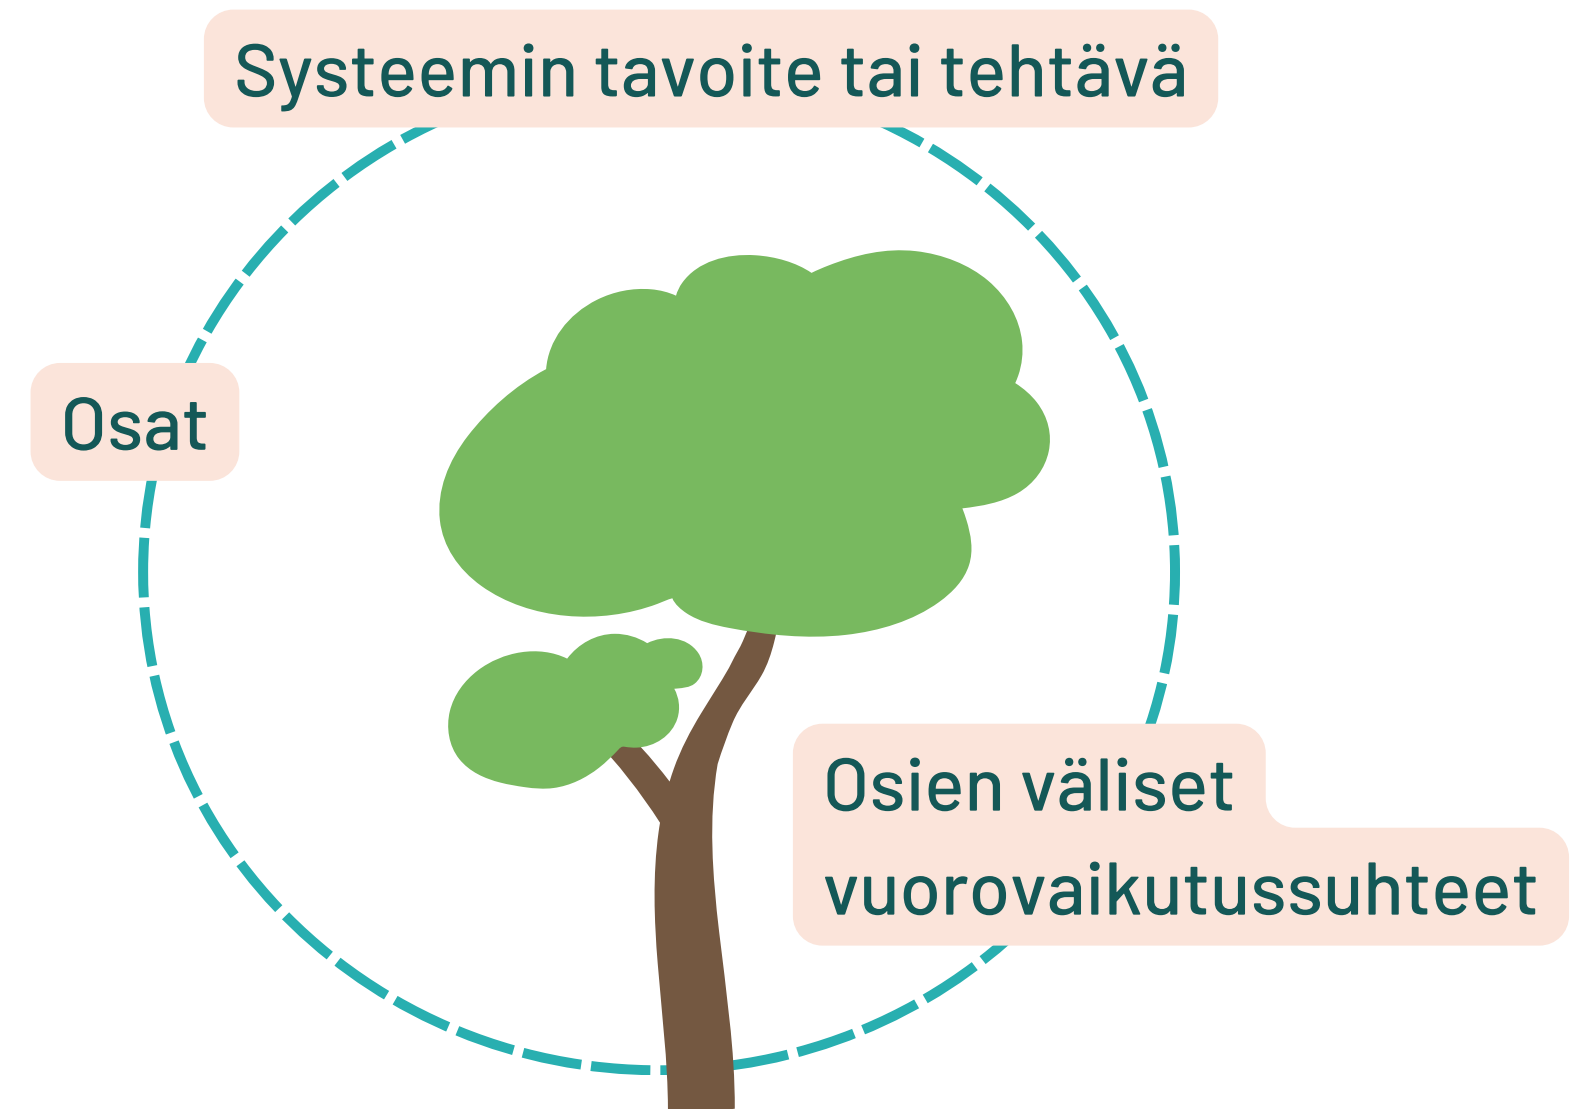 Systeemin tavoite tai tehtävä
Osat
Osien väliset
vuorovaikutussuhteet